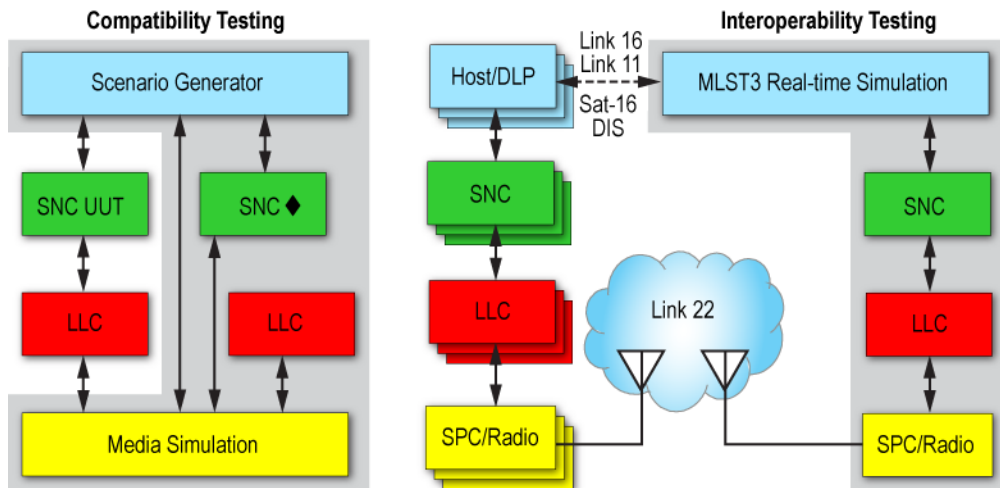 Compatibility Testing
Scenario Generator
SNC UUT
SNC ♦
LLC
LLC
Media Simulation
Interoperability Testing
Host/DLP
Link 16
Link 11
Sat-16
DIS
MLST3 Real-time Simulation
SNC
SNC
LLC
Link 22
LLC
SPC/Radio
SPC/Radio